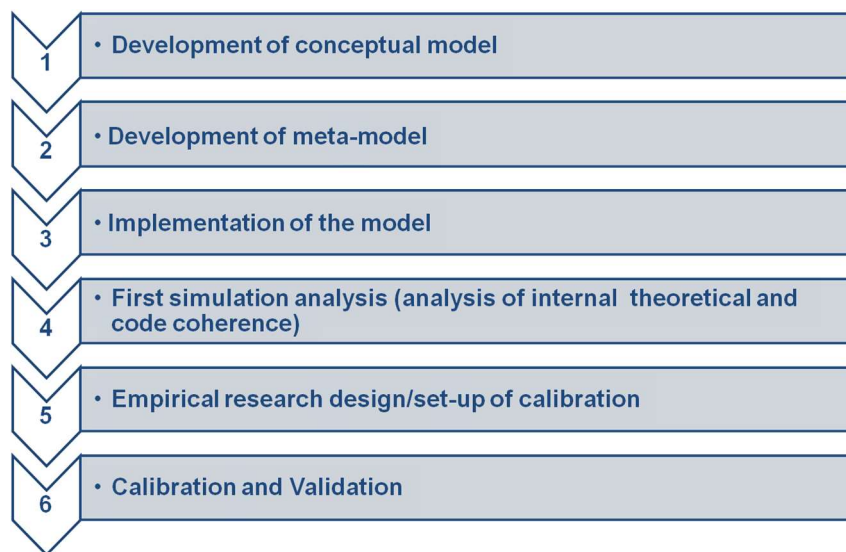 1
• Development of conceptual model
2
• Development of meta-model
3
• Implementation of the model
4
• First simulation analysis (analysis of internal theoretical and
code coherence)
5
• Empirical research design/set-up of calibration
6
• Calibration and Validation